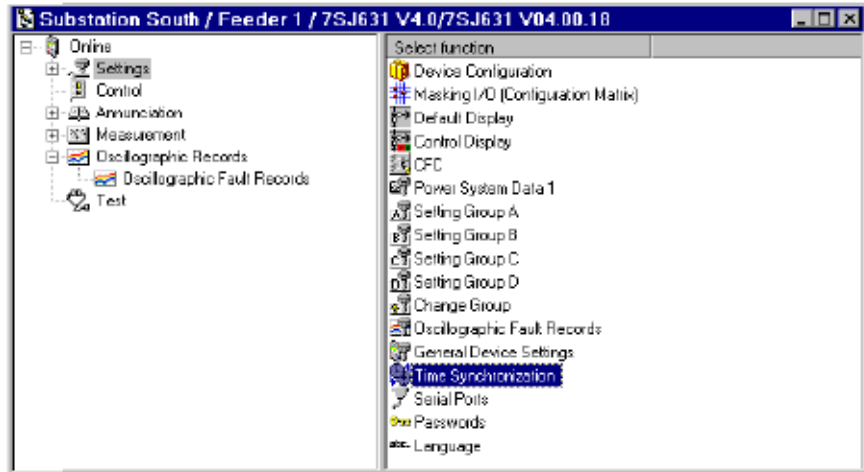 Substation South / Feeder 1 / 7SJ631 V4.0/7SJ631 V04.00.18
Online
Settings
Control
Annunciation
Measurement
Oscillographic Records
Oscillographic Fault Records
Test
Select function
Device Configuration
Masking I/O (Configuration Matrix)
Default Display
Control Display
CFC
Power System Data 1
Setting Group A
Setting Group B
Setting Group C
Setting Group D
Change Group
Oscillographic Fault Records
General Device Settings
Time Synchronization
Serial Ports
Passwords
abc Language